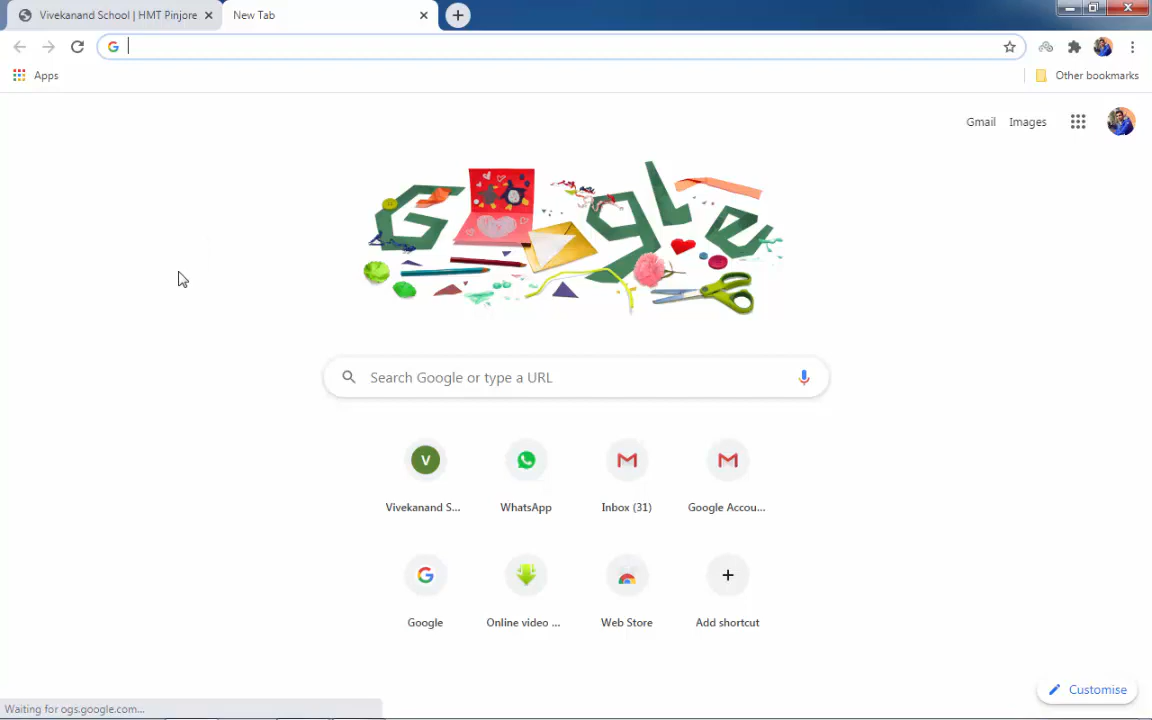 Vivekanand School | HMT Pinjore
New Tab
Apps
Other bookmarks
Gmail Images
Search Google or type a URL
V
Vivekanand S... WhatsApp Inbox (31) Google Accou...
Google Online video ... Web Store Add shortcut
Customise
Waiting for ogs.google.com...